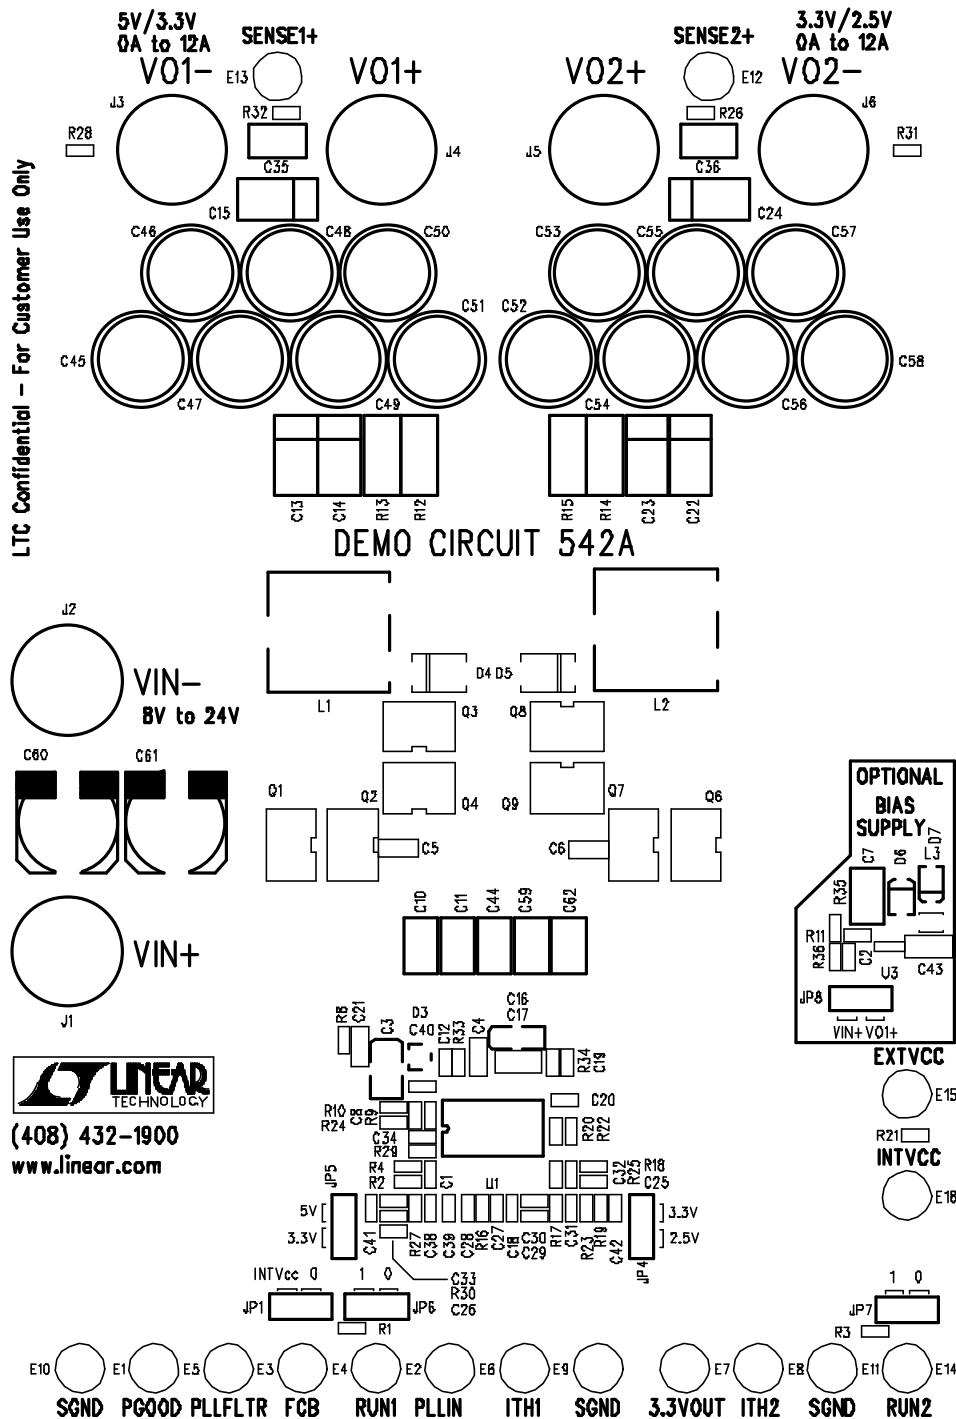 5V/3.3V
0A to 12A
SENSE1+
SENSE2+
3.3V/2.5V
0A to 12A
VO1-
E13
VO1+
VO2+
E12
VO2-
J3
R32
R26
J6
R28
J4
J5
R31
C35
C36
C15
C24
C46
C48
C50
C53
C55
C57
C51
C52
C45
C58
C47
C49
C54
C56
LTC Confidential - For Customer Use Only
C13
C14
R13
R12
R15
R14
C23
C22
DEMO CIRCUIT 542A
J2
VIN-
8V to 24V
D4
D5
L1
L2
Q3
Q8
C60
C61
Q1
Q2
Q4
Q9
Q7
Q6
C5
C6
OPTIONAL
BIAS
SUPPLY
D7
C7
D6
L3
R35
R11
R36
C2
C43
U3
JP8
VIN+
VO1+
C10
C11
C44
C59
C62
VIN+
J1
R8
C21
C3
D3
C40
C12
R33
C4
C16
C17
R34
C19
EXTVCC
E15
LINEAR
TECHNOLOGY
(408) 432-1900
www.linear.com
R10
R24
C8
R9
C34
R29
C20
R20
R22
R21
INTVCC
E18
JP5
R4
R2
C1
U1
C32
R25
R18
C25
5V
3.3V
3.3V
2.5V
C41
R27
C38
C39
C28
R16
C27
C18
C30
C29
R17
C31
R23
R19
C42
JP4
C33
R30
C26
INTVcc
0
1
0
JP1
JP6
R1
1
0
JP7
R3
E10
E1
E5
E3
E4
E2
E6
E9
E7
E8
E11
E14
SGND
PGOOD
PLLFLTR
FCB
RUN1
PLLIN
ITH1
SGND
3.3VOUT
ITH2
SGND
RUN2